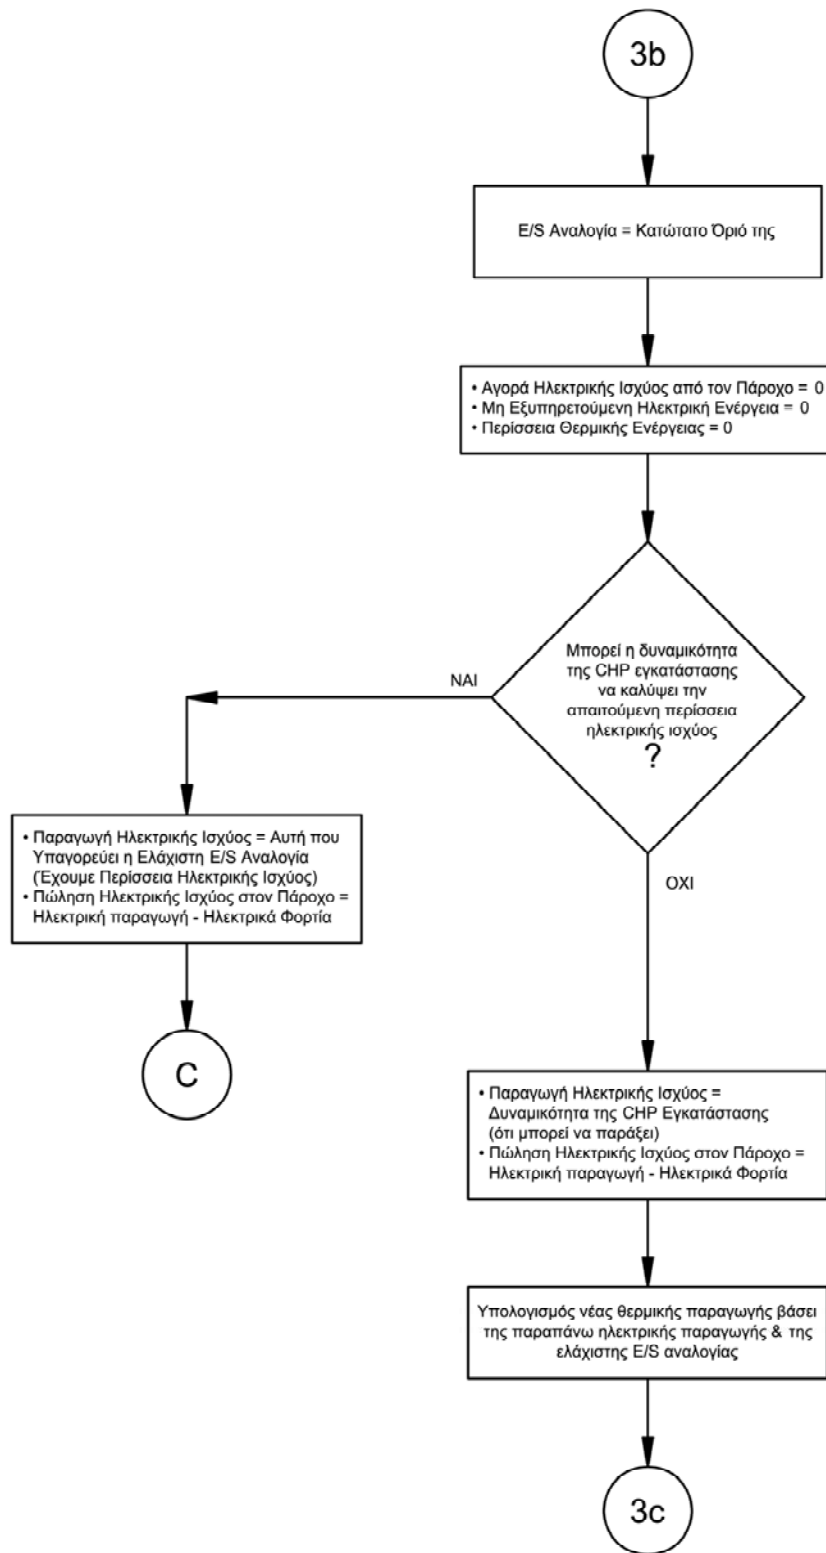 3b
E/S Αναλογία = Κατώτατο Όριό της
• Αγορά Ηλεκτρικής Ισχύος από τον Πάροχο = 0
• Μη Εξυπηρετούμενη Ηλεκτρική Ενέργεια = 0
• Περίσσεια Θερμικής Ενέργειας = 0
Μπορεί η δυναμικότητα
της CHP εγκατάστασης
να καλύψει την
απαιτούμενη περίσσεια
ηλεκτρικής ισχύος
?
ΝΑΙ
• Παραγωγή Ηλεκτρικής Ισχύος = Αυτή που
Υπαγορεύει η Ελάχιστη E/S Αναλογία
(Έχουμε Περίσσεια Ηλεκτρικής Ισχύος)
• Πώληση Ηλεκτρικής Ισχύος στον Πάροχο =
Ηλεκτρική παραγωγή - Ηλεκτρικά Φορτία
C
ΟΧΙ
• Παραγωγή Ηλεκτρικής Ισχύος =
Δυναμικότητα της CHP Εγκατάστασης
(ότι μπορεί να παράξει)
• Πώληση Ηλεκτρικής Ισχύος στον Πάροχο =
Ηλεκτρική παραγωγή - Ηλεκτρικά Φορτία
Υπολογισμός νέας θερμικής παραγωγής βάσει
της παραπάνω ηλεκτρικής παραγωγής & της
ελάχιστης E/S αναλογίας
3c